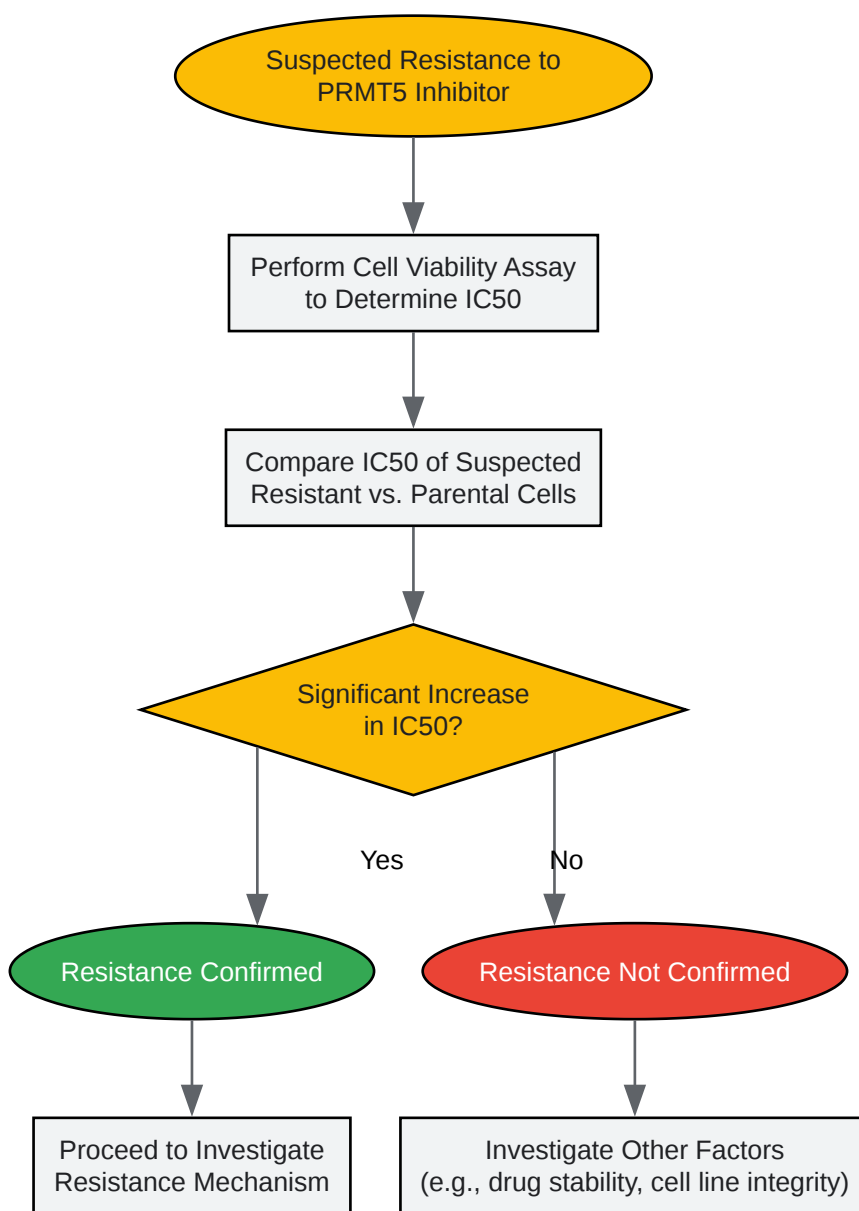 Suspected Resistance to
PRMT5 Inhibitor
Perform Cell Viability Assay
to Determine IC50
Compare IC50 of Suspected
Resistant vs. Parental Cells
Significant Increase
in IC50?
Yes
No
Resistance Confirmed
Resistance Not Confirmed
Proceed to Investigate
Resistance Mechanism
Investigate Other Factors
(e.g., drug stability, cell line integrity)